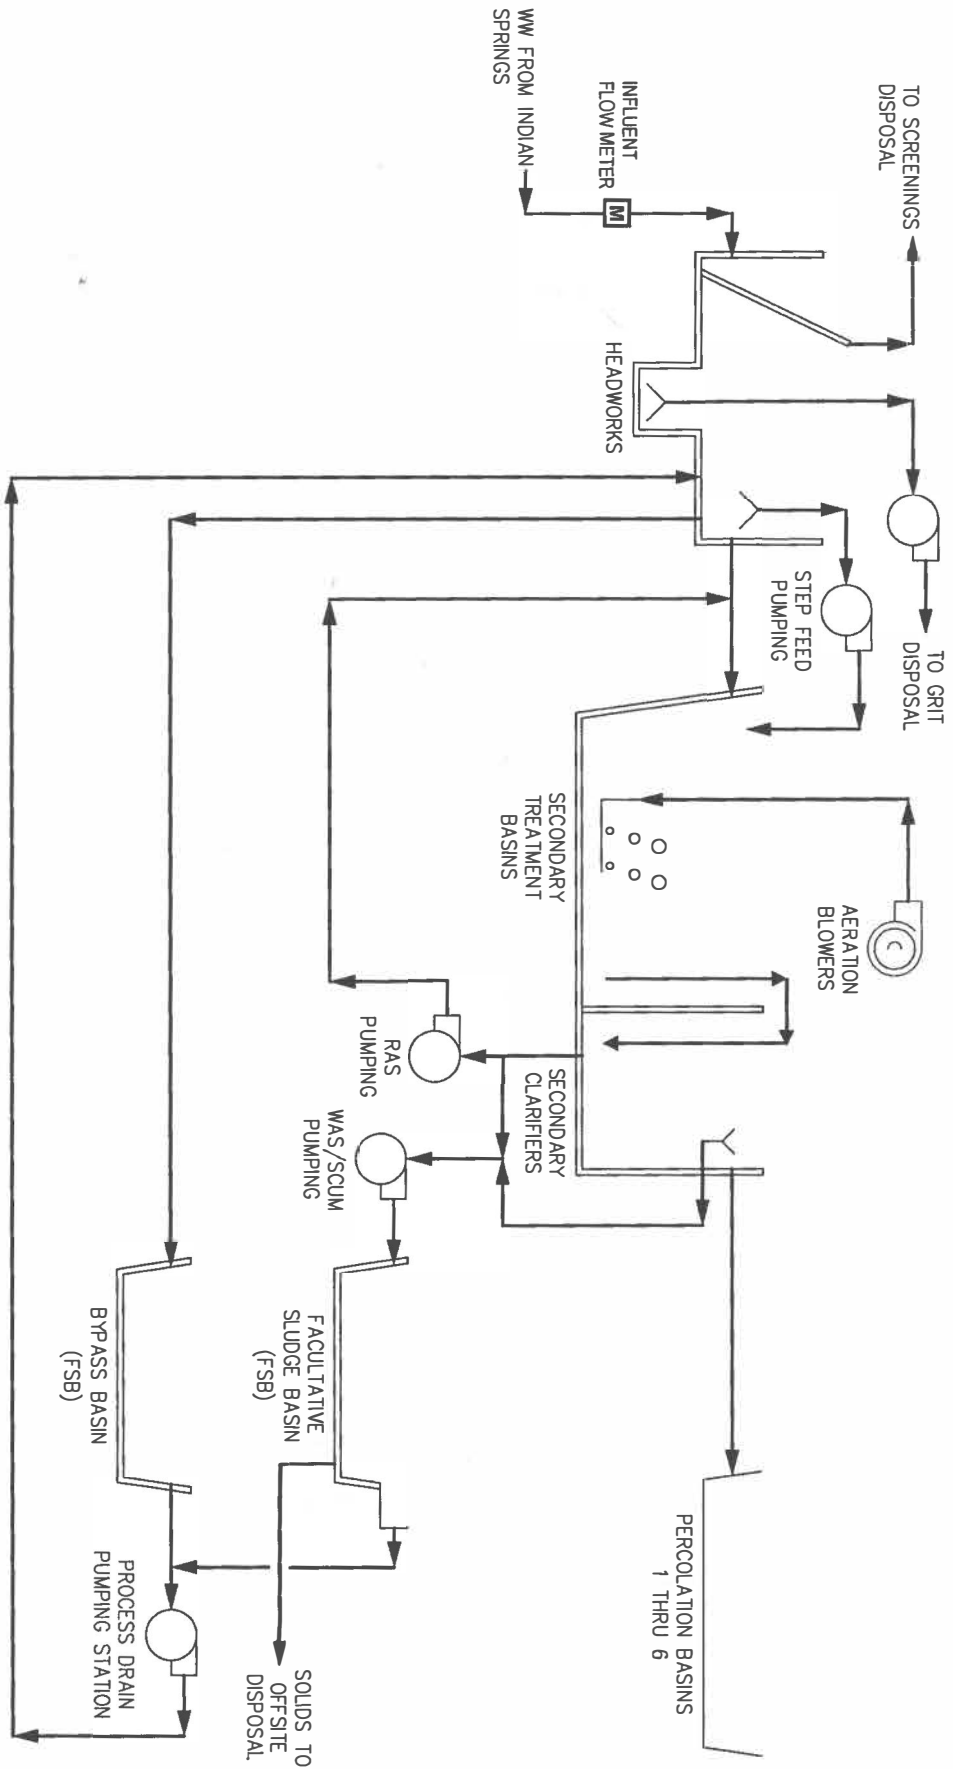 WW FROM INDIAN
SPRINGS
INFLUENT
FLOW METER
M
TO SCREENINGS
DISPOSAL
HEADWORKS
TO GRIT
DISPOSAL
STEP FEED
PUMPING
AERATION
BLOWERS
SECONDARY
TREATMENT
BASINS
SECONDARY
CLARIFIERS
RAS
PUMPING
WAS/SCUM
PUMPING
PERCOLATION BASINS
1 THRU 6
FACULTATIVE
SLUDGE BASIN
(FSB)
BYPASS BASIN
(FSB)
SOLIDS TO
OFFSITE
DISPOSAL
PROCESS DRAIN
PUMPING STATION